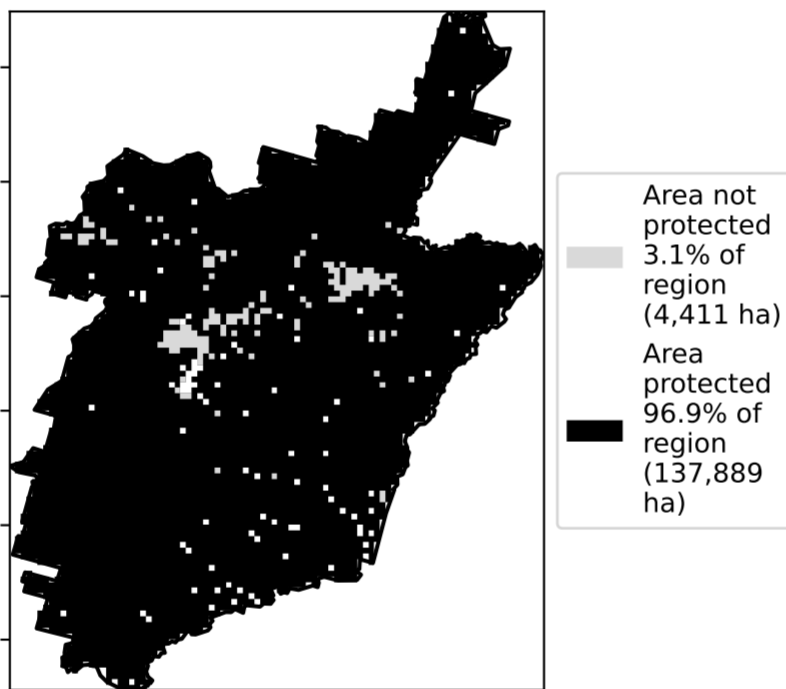 Area not
protected
3.1% of
region
(4,411 ha)
Area
protected
96.9% of
region
(137,889
ha)